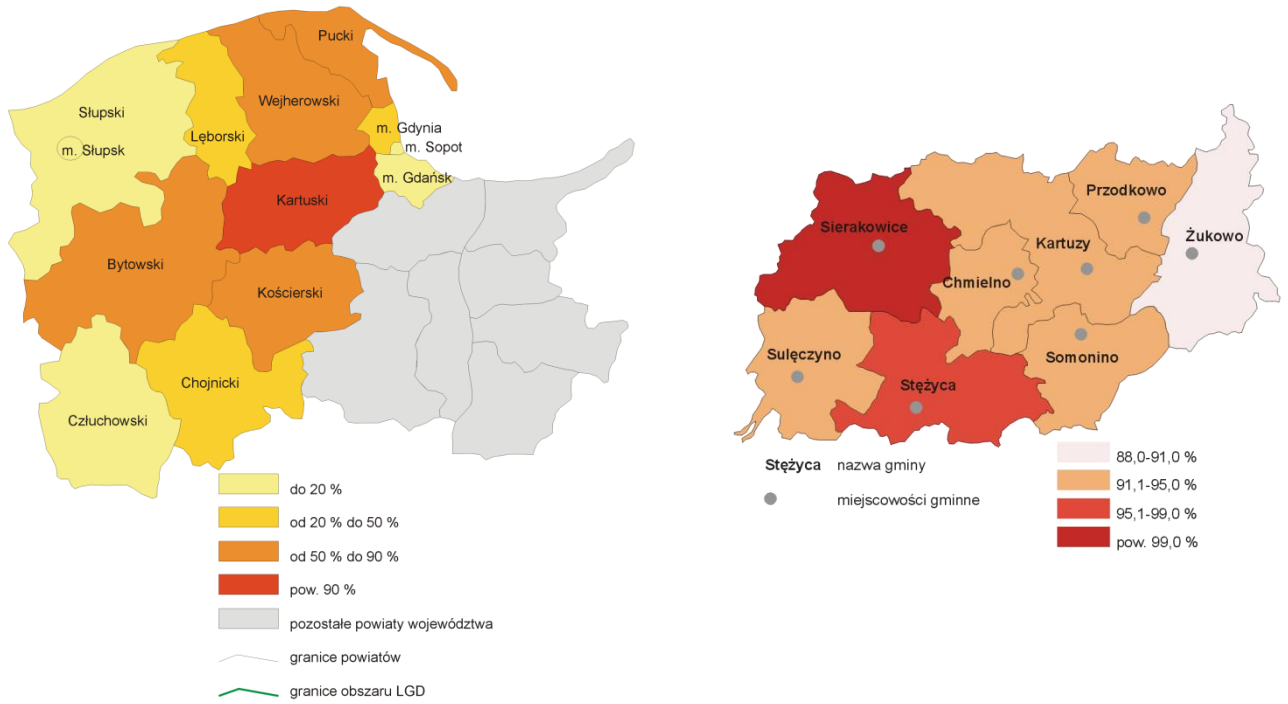 Pucki
Wejherowski
Słupski
m. Gdynia
Lęborski
m. Sopot
m. Słupsk
m. Gdańsk
Kartuski
Bytowski
Kościerski
Chojnicki
Człuchowski
do 20 %
od 20 % do 50 %
od 50 % do 90 %
pow. 90 %
pozostałe powiaty województwa
granice powiatów
granice obszaru LGD
Przodkowo
Sierakowice
Żukowo
Kartuzy
Chmielno
Sulęczyno
Somonino
Stężyca
Stężyca nazwa gminy
miejscowości gminne
88,0-91,0 %
91,1-95,0 %
95,1-99,0 %
pow. 99,0 %